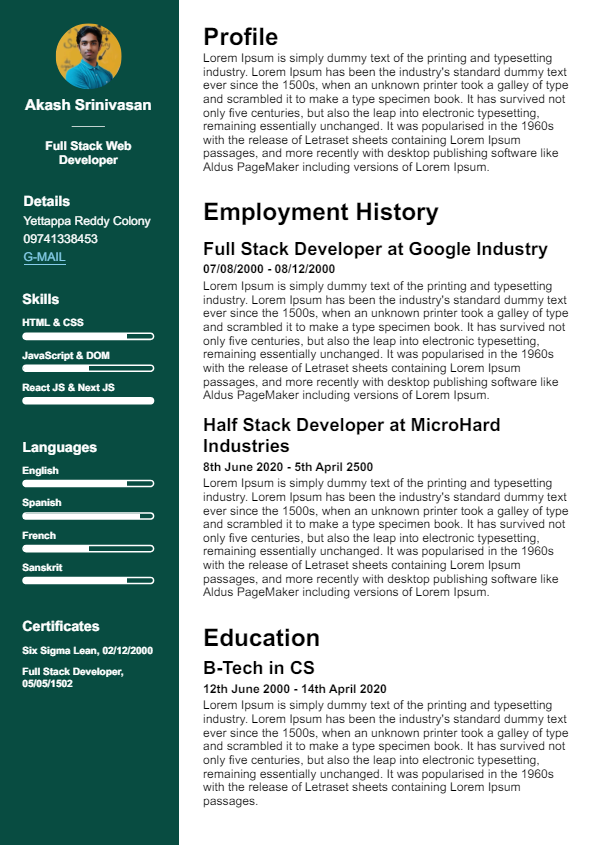 Akash Srinivasan
Full Stack Web
Developer
Details
Yettappa Reddy Colony
09741338453
G-MAIL
Skills
HTML & CSS
JavaScript & DOM
React JS & Next JS
Languages
English
Spanish
French
Sanskrit
Certificates
Six Sigma Lean, 02/12/2000
Full Stack Developer,
05/05/1502
Profile
Lorem Ipsum is simply dummy text of the printing and typesetting
industry. Lorem Ipsum has been the industry's standard dummy text
ever since the 1500s, when an unknown printer took a galley of type
and scrambled it to make a type specimen book. It has survived not
only five centuries, but also the leap into electronic typesetting,
remaining essentially unchanged. It was popularised in the 1960s
with the release of Letraset sheets containing Lorem Ipsum
passages, and more recently with desktop publishing software like
Aldus PageMaker including versions of Lorem Ipsum.
Employment History
Full Stack Developer at Google Industry
07/08/2000 - 08/12/2000
Lorem Ipsum is simply dummy text of the printing and typesetting
industry. Lorem Ipsum has been the industry's standard dummy text
ever since the 1500s, when an unknown printer took a galley of type
and scrambled it to make a type specimen book. It has survived not
only five centuries, but also the leap into electronic typesetting,
remaining essentially unchanged. It was popularised in the 1960s
with the release of Letraset sheets containing Lorem Ipsum
passages, and more recently with desktop publishing software like
Aldus PageMaker including versions of Lorem Ipsum.
Half Stack Developer at MicroHard
Industries
8th June 2020 - 5th April 2500
Lorem Ipsum is simply dummy text of the printing and typesetting
industry. Lorem Ipsum has been the industry's standard dummy text
ever since the 1500s, when an unknown printer took a galley of type
and scrambled it to make a type specimen book. It has survived not
only five centuries, but also the leap into electronic typesetting,
remaining essentially unchanged. It was popularised in the 1960s
with the release of Letraset sheets containing Lorem Ipsum
passages, and more recently with desktop publishing software like
Aldus PageMaker including versions of Lorem Ipsum.
Education
B-Tech in CS
12th June 2000 - 14th April 2020
Lorem Ipsum is simply dummy text of the printing and typesetting
industry. Lorem Ipsum has been the industry's standard dummy text
ever since the 1500s, when an unknown printer took a galley of type
and scrambled it to make a type specimen book. It has survived not
only five centuries, but also the leap into electronic typesetting,
remaining essentially unchanged. It was popularised in the 1960s
with the release of Letraset sheets containing Lorem Ipsum
passages.